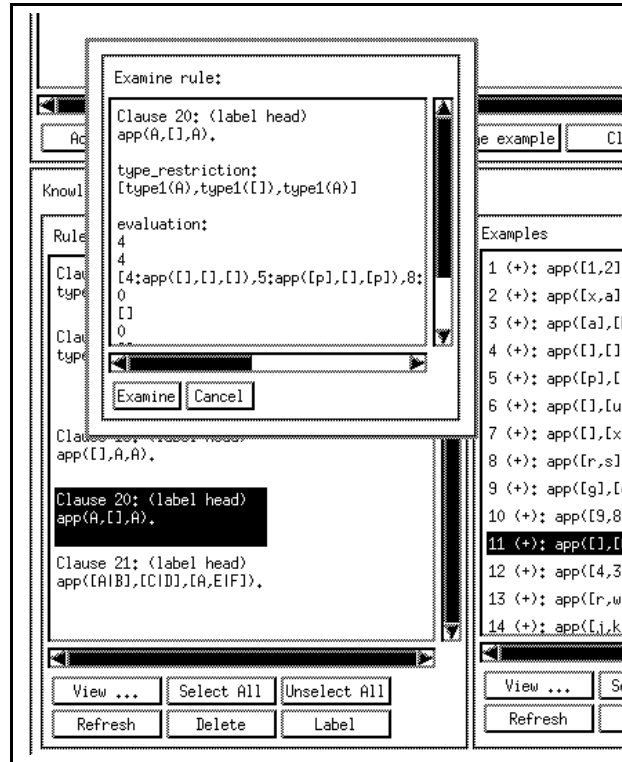 Examine rule:
Clause 20: (label head)
app(A,[],A).
type_restriction:
[type1(A),type1([]),type1(A)]
evaluation:
4
4
[4:app([],[],[]),5:app([p],[],[p]),8:
0
[]
0
Examine
Cancel
Ad
e example
Cl
Knowl
Rule
Clau
type
Clau
type
app([],A,A).
Clause 20: (label head)
app(A,[],A).
Clause 21: (label head)
app([A|B],[C|D],[A,E|F]).
View ...
Select All
Unselect All
Refresh
Delete
Label
Examples
1 (+): app([1,2]
2 (+): app([x,a]
3 (+): app([a],[
4 (+): app([],[]
5 (+): app([p],[
6 (+): app([],[u
7 (+): app([],[x
8 (+): app([r,s]
9 (+): app([g],[
10 (+): app([9,8
11 (+): app([],[
12 (+): app([4,3
13 (+): app([r,w
14 (+): app([j,k
View ...
S
Refresh